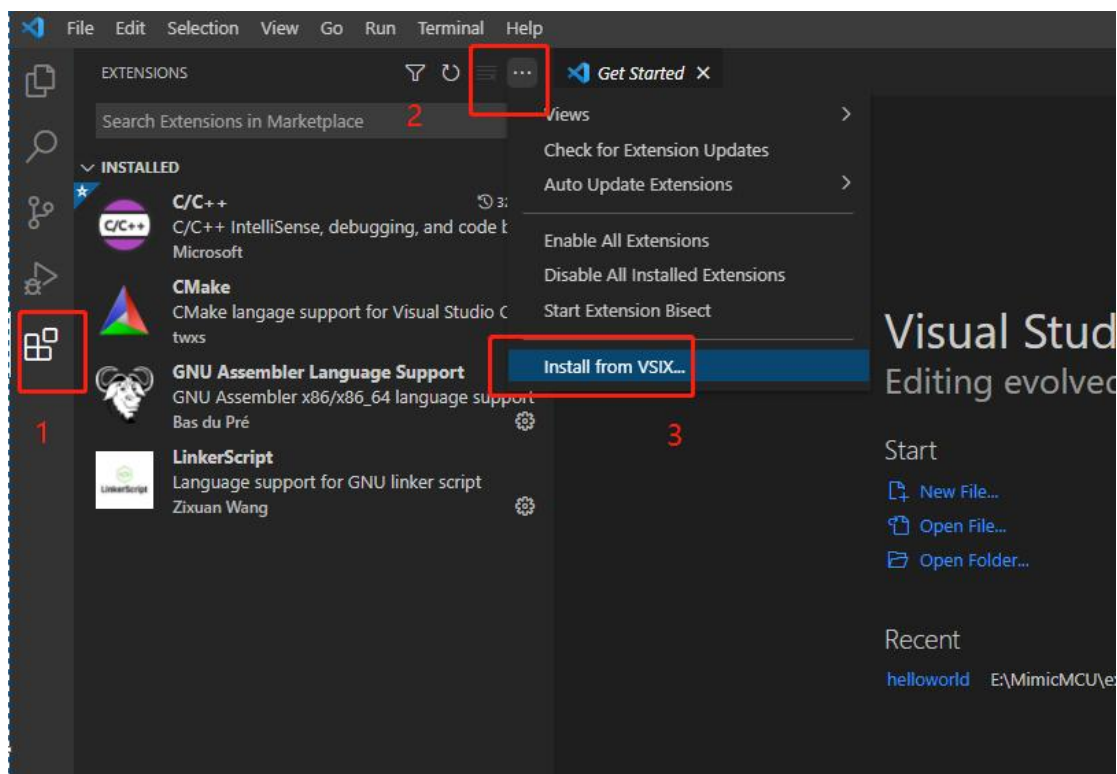 File Edit Selection View Go Run Terminal Help
EXTENSIONS
Get Started
2
Search Extensions in Marketplace
Views
Check for Extension Updates
INSTALLED
Auto Update Extensions
C/C++
C/C++
C/C++ IntelliSense, debugging, and code
Microsoft
Enable All Extensions
Disable All Installed Extensions
CMake
CMake langage support for Visual Studio
twxs
Start Extension Bisect
Visual Stud
Install from VSIX...
Editing evolved
GNU Assembler Language Support
GNU Assembler x86/x86_64 language support
Bas du Pré
1
3
Start
LinkerScript
LinkerScript
Language support for GNU linker script
Zixuan Wang
New File...
Open File...
Open Folder...
Recent
helloworld E:\MimicMCU\e